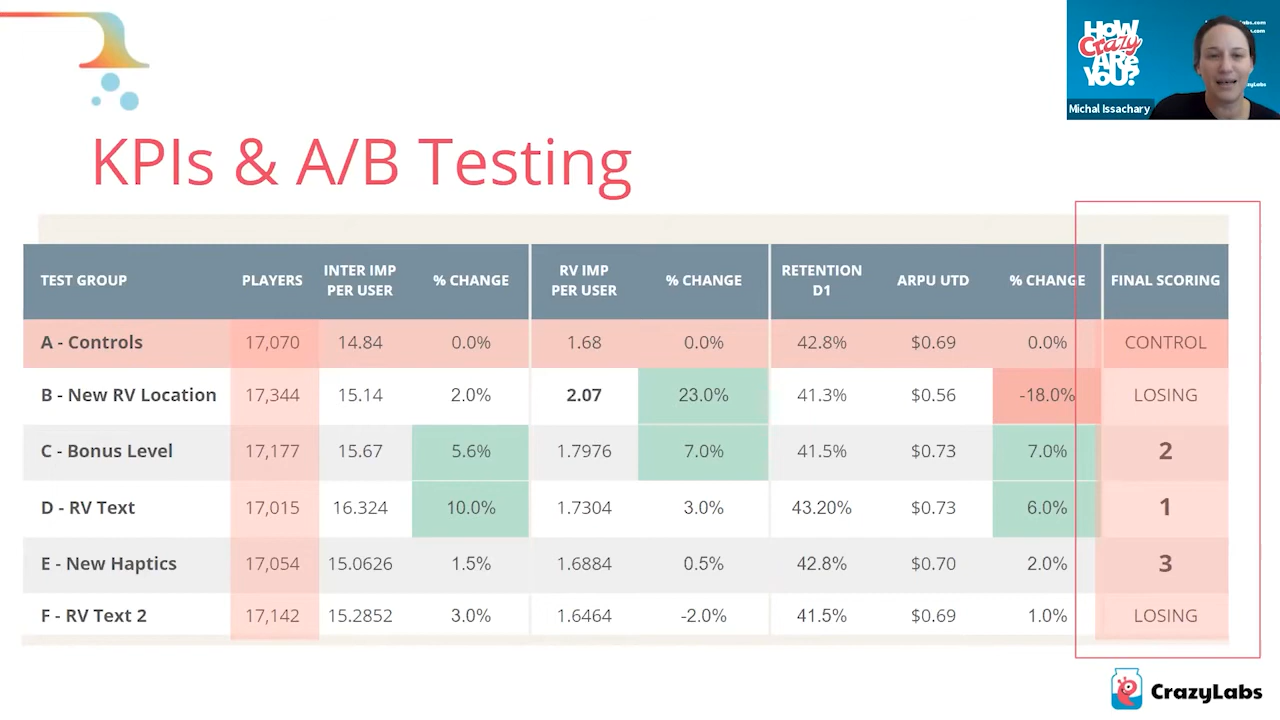 HOW
Crazy
ARE
YOU?
Michal Issachary
KPIs & A/B Testing
TEST GROUP PLAYERS INTER IMP PER USER % CHANGE RV IMP PER USER % CHANGE RETENTION D1 ARPU UTD % CHANGE FINAL SCORING
A - Controls 17,070 14.84 0.0% 1.68 0.0% 42.8% $0.69 0.0% CONTROL
B - New RV Location 17,344 15.14 2.0% 2.07 23.0% 41.3% $0.56 -18.0% LOSING
C - Bonus Level 17,177 15.67 5.6% 1.7976 7.0% 41.5% $0.73 7.0% 2
D - RV Text 17,015 16.324 10.0% 1.7304 3.0% 43.20% $0.73 6.0% 1
E - New Haptics 17,054 15.0626 1.5% 1.6884 0.5% 42.8% $0.70 2.0% 3
F - RV Text 2 17,142 15.2852 3.0% 1.6464 -2.0% 41.5% $0.69 1.0% LOSING
CrazyLabs